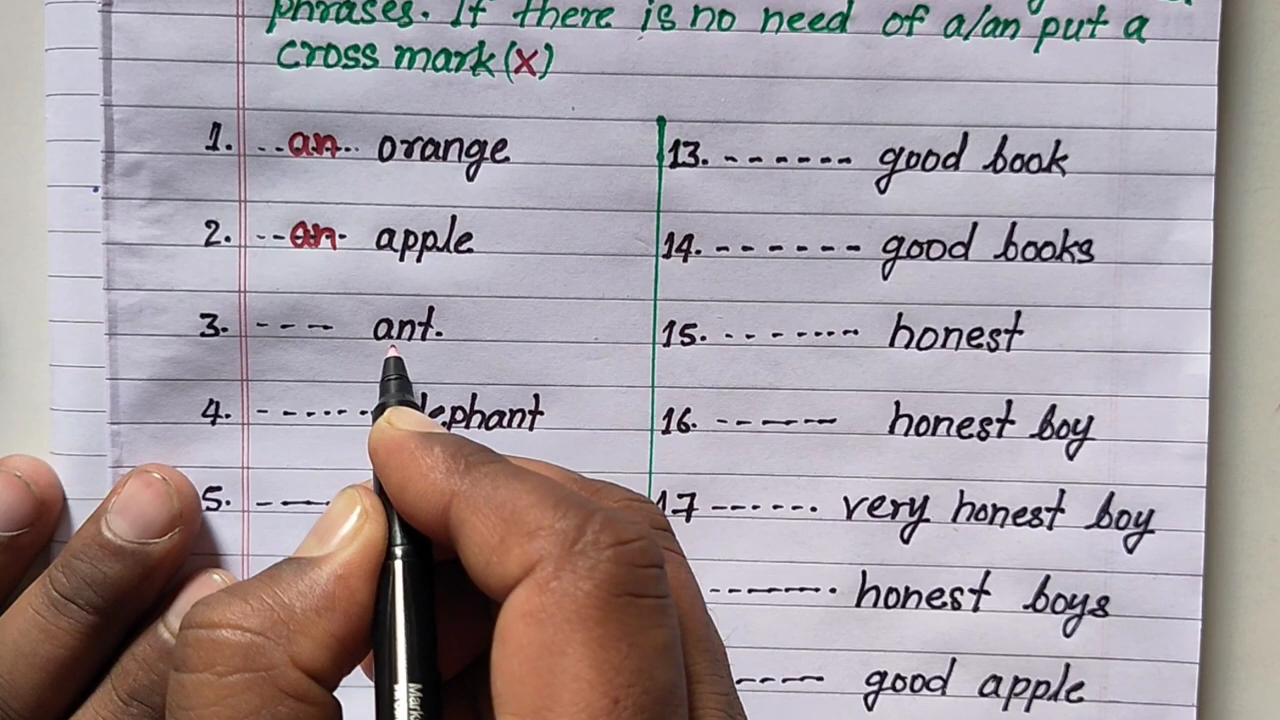 phrases. If there is no need of a/an put a
cross mark (x)
1. --an-- orange
2. --an- apple
3. --- ant.
4. ------ elephant
5. ---
13. ------- good book
14. ------- good books
15. ------- honest
16. ------ honest boy
17 ------. very honest boy
------. honest boys
---- good apple
Mark